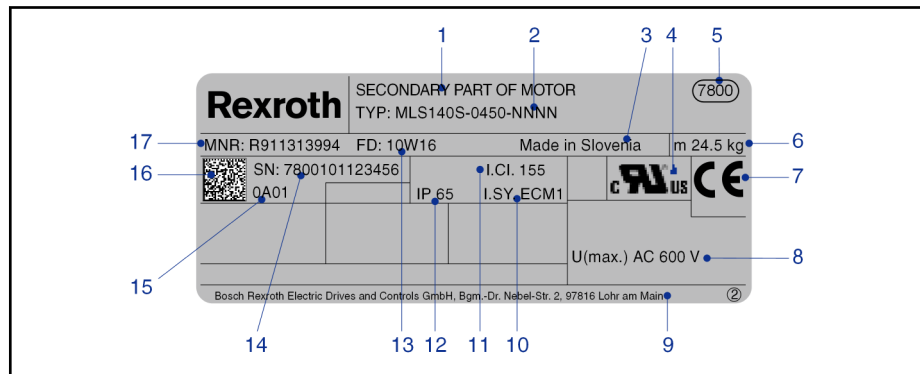 1 2 3 4 5
Rexroth
SECONDARY PART OF MOTOR
TYP: MLS140S-0450-NNNN
7800
17 MNR: R911313994 FD: 10W16 Made in Slovenia m 24.5 kg 6
16 SN: 7800101123456 I.CI. 155 c RU US CE 7
0A01 IP 65 I.SY. ECM1
U(max.) AC 600 V 8
15
Bosch Rexroth Electric Drives and Controls GmbH, Bgm.-Dr. Nebel-Str. 2, 97816 Lohr am Main 2
14 13 12 11 10 9